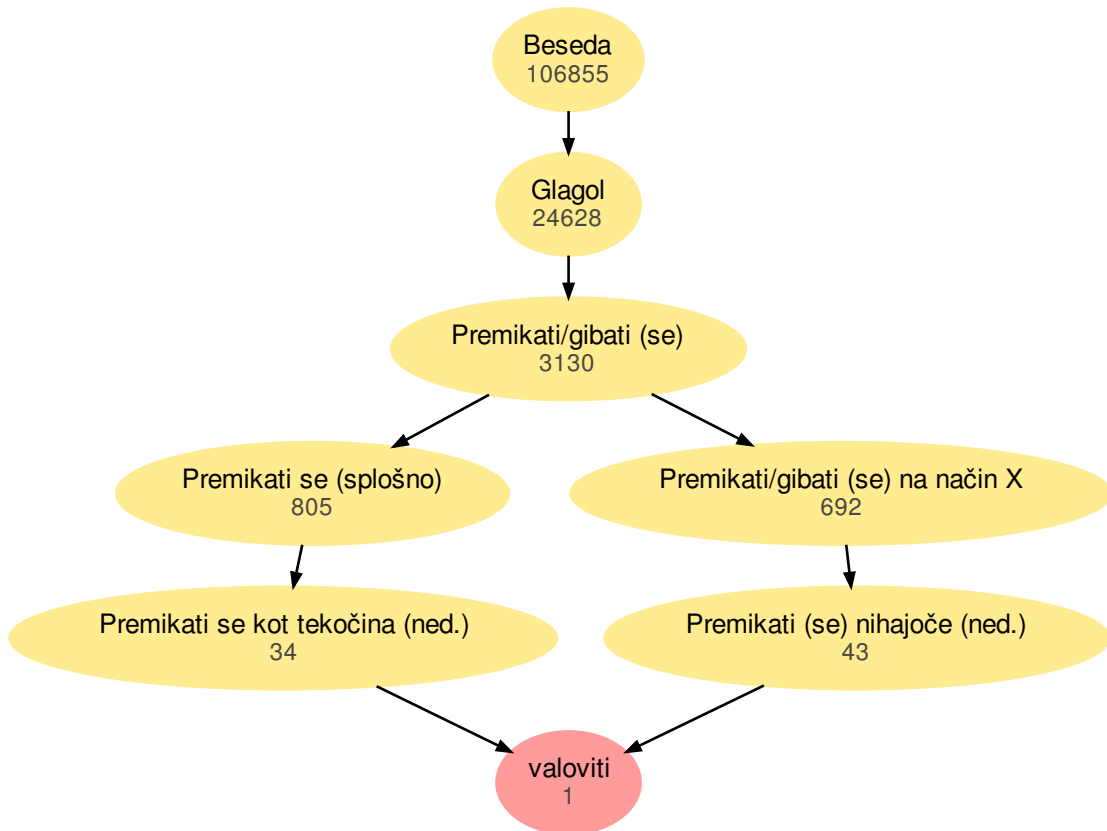 Beseda
106855
Glagol
24628
Premikati/gibati (se)
3130
Premikati se (splošno)
805
Premikati/gibati (se) na način X
692
Premikati se kot tekočina (ned.)
34
Premikati (se) nihajoče (ned.)
43
valoviti
1